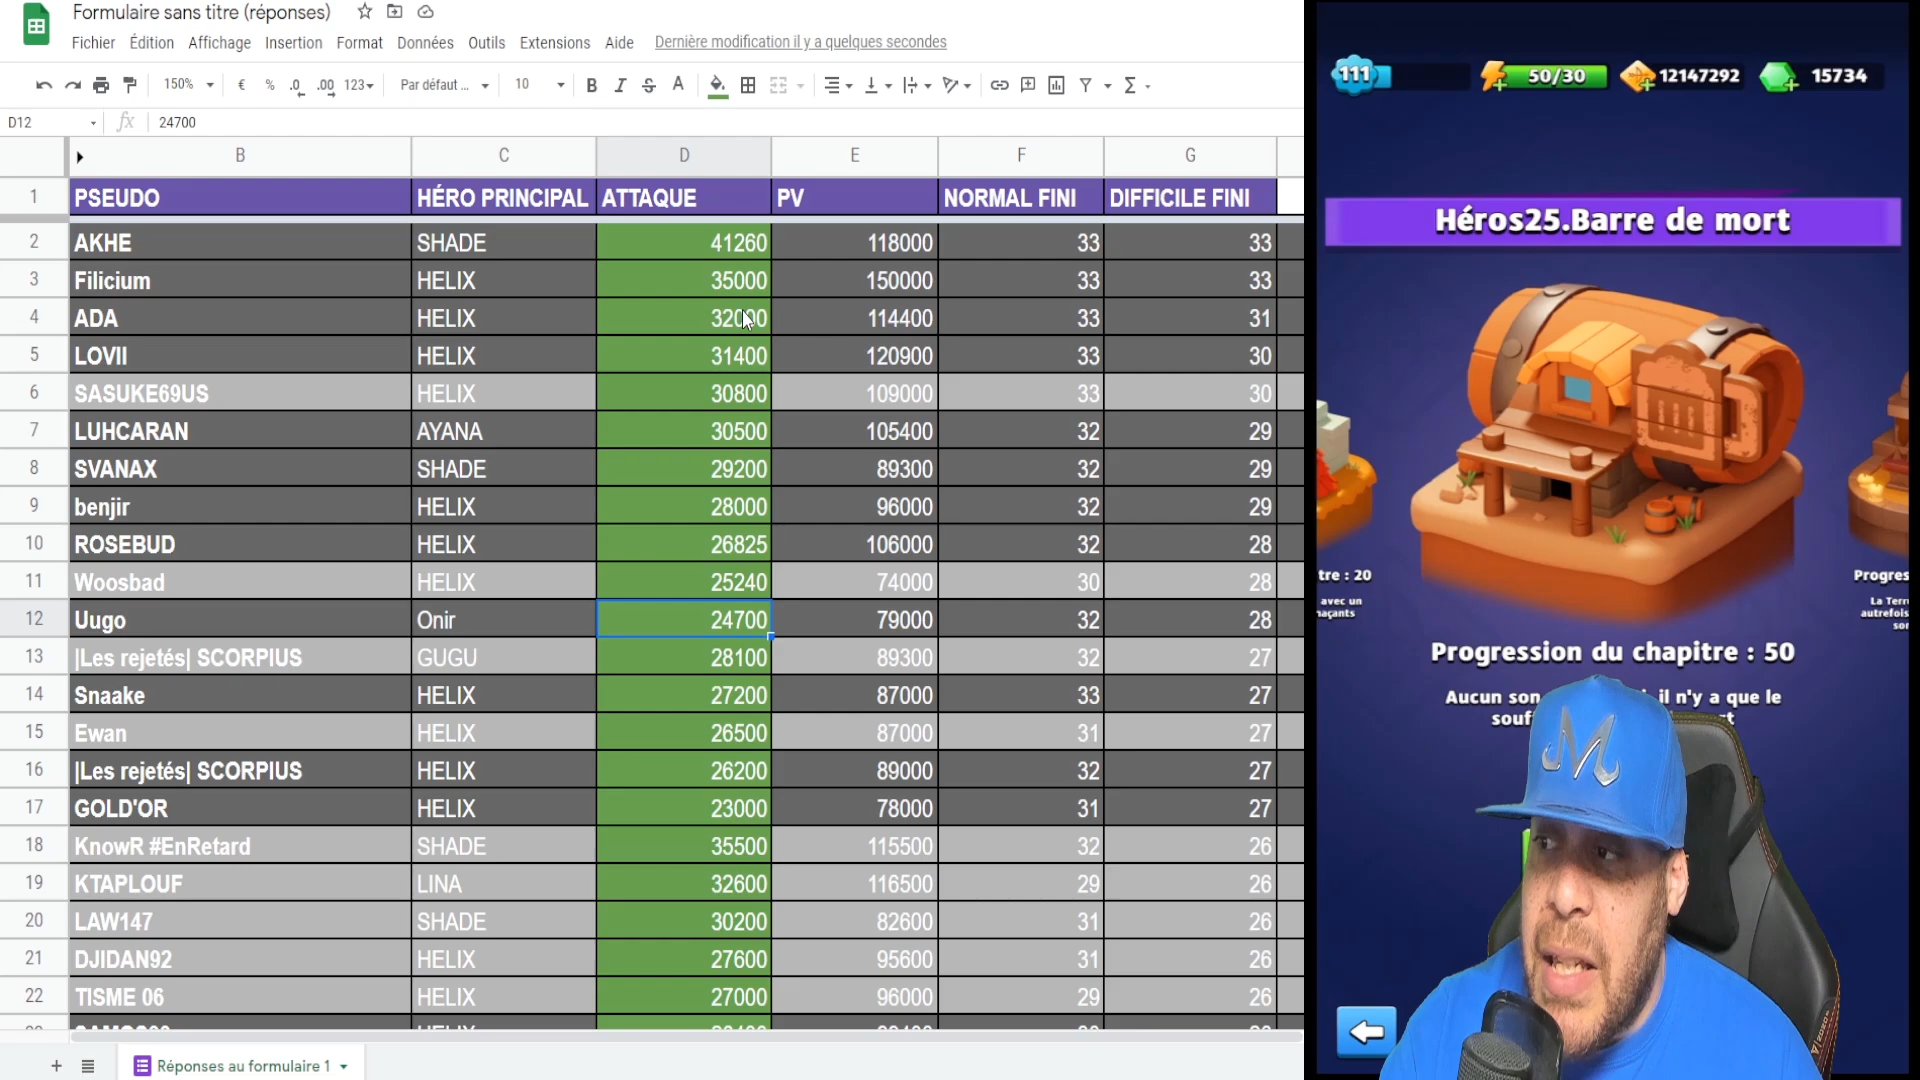 Formulaire sans titre (réponses)
Fichier Édition Affichage Insertion Format Données Outils Extensions Aide Dernière modification il y a quelques secondes
150% € % .0 .00 123 Par défaut ... 10 B I S A
D12 fx 24700
B C D E F G
1 PSEUDO HÉRO PRINCIPAL ATTAQUE PV NORMAL FINI DIFFICILE FINI
2 AKHE SHADE 41260 118000 33 33
3 Filicium HELIX 35000 150000 33 33
4 ADA HELIX 32000 114400 33 31
5 LOVII HELIX 31400 120900 33 30
6 SASUKE69US HELIX 30800 109000 33 30
7 LUHCARAN AYANA 30500 105400 32 29
8 SVANAX SHADE 29200 89300 32 29
9 benjir HELIX 28000 96000 32 29
10 ROSEBUD HELIX 26825 106000 32 28
11 Woosbad HELIX 25240 74000 30 28
12 Uugo Onir 24700 79000 32 28
13 |Les rejetés| SCORPIUS GUGU 28100 89300 32 27
14 Snaake HELIX 27200 87000 33 27
15 Ewan HELIX 26500 87000 31 27
16 |Les rejetés| SCORPIUS HELIX 26200 89000 32 27
17 GOLD'OR HELIX 23000 78000 31 27
18 KnowR #EnRetard SHADE 35500 115500 32 26
19 KTAPLOUF LINA 32600 116500 29 26
20 LAW147 SHADE 30200 82600 31 26
21 DJIDAN92 HELIX 27600 95600 31 26
22 TISME 06 HELIX 27000 96000 29 26
Réponses au formulaire 1
111 50/30 12147292 15734
Héros25.Barre de mort
tre : 20
avec un
naçants
Progres
La Terr
autrefois
Progression du chapitre : 50
Aucun son il n'y a que le